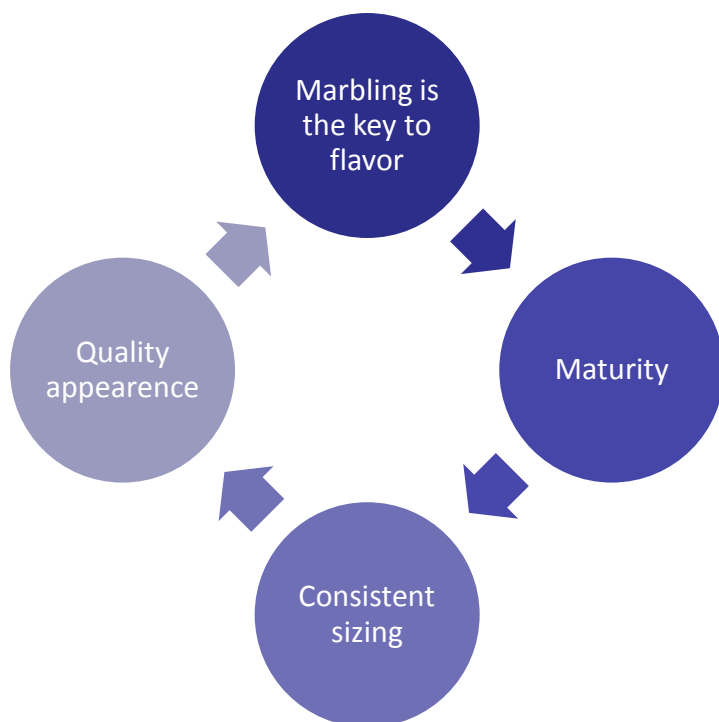 Marbling is
the key to
flavor
Maturity
Consistent
sizing
Quality
appearence